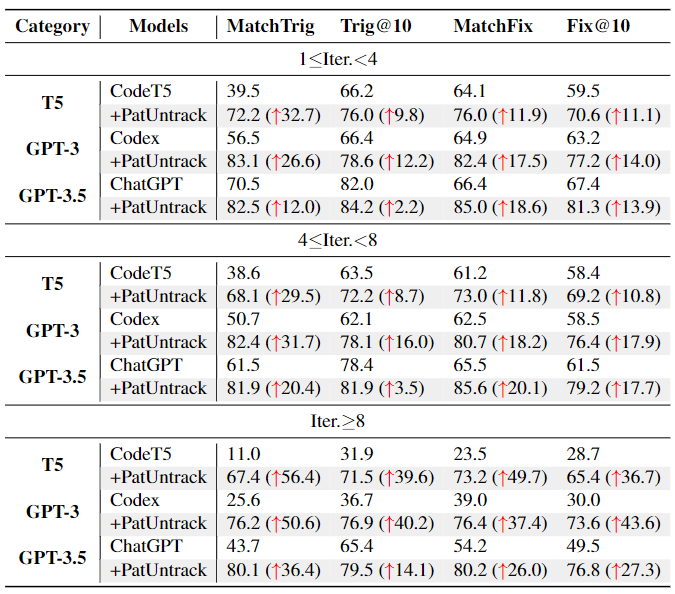 Category Models MatchTrig Trig@10 MatchFix Fix@10
1≤Iter.<4
T5 CodeT5 39.5 66.2 64.1 59.5
+PatUntrack 72.2 (↑32.7) 76.0 (↑9.8) 76.0 (↑11.9) 70.6 (↑11.1)
GPT-3 Codex 56.5 66.4 64.9 63.2
+PatUntrack 83.1 (↑26.6) 78.6 (↑12.2) 82.4 (↑17.5) 77.2 (↑14.0)
GPT-3.5 ChatGPT 70.5 82.0 66.4 67.4
+PatUntrack 82.5 (↑12.0) 84.2 (↑2.2) 85.0 (↑18.6) 81.3 (↑13.9)
4≤Iter.<8
T5 CodeT5 38.6 63.5 61.2 58.4
+PatUntrack 68.1 (↑29.5) 72.2 (↑8.7) 73.0 (↑11.8) 69.2 (↑10.8)
GPT-3 Codex 50.7 62.1 62.5 58.5
+PatUntrack 82.4 (↑31.7) 78.1 (↑16.0) 80.7 (↑18.2) 76.4 (↑17.9)
GPT-3.5 ChatGPT 61.5 78.4 65.5 61.5
+PatUntrack 81.9 (↑20.4) 81.9 (↑3.5) 85.6 (↑20.1) 79.2 (↑17.7)
Iter.≥8
T5 CodeT5 11.0 31.9 23.5 28.7
+PatUntrack 67.4 (↑56.4) 71.5 (↑39.6) 73.2 (↑49.7) 65.4 (↑36.7)
GPT-3 Codex 25.6 36.7 39.0 30.0
+PatUntrack 76.2 (↑50.6) 76.9 (↑40.2) 76.4 (↑37.4) 73.6 (↑43.6)
GPT-3.5 ChatGPT 43.7 65.4 54.2 49.5
+PatUntrack 80.1 (↑36.4) 79.5 (↑14.1) 80.2 (↑26.0) 76.8 (↑27.3)